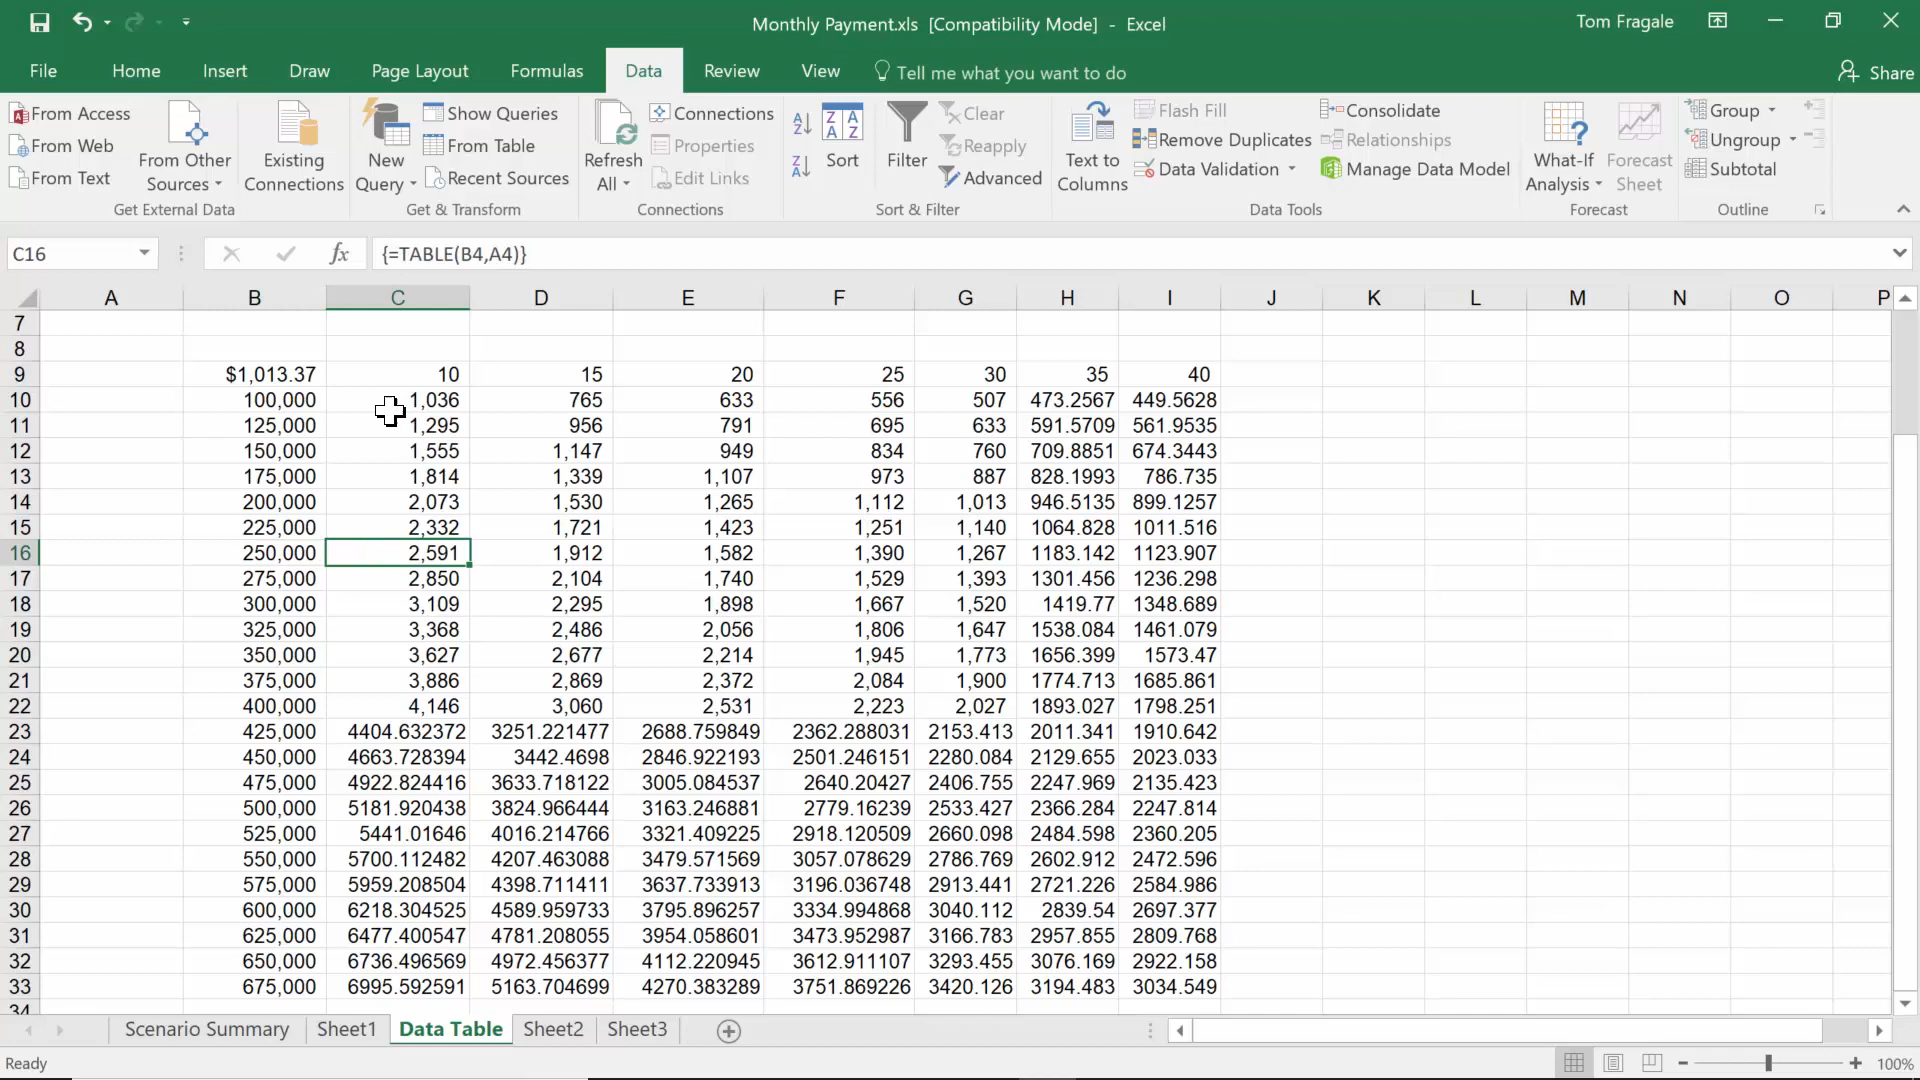 Monthly Payment.xls [Compatibility Mode] - Excel
Tom Fragale
File Home Insert Draw Page Layout Formulas Data Review View Tell me what you want to do Share
From Access
From Web
From Text
From Other Sources
Existing Connections
Get External Data
New Query
Show Queries
From Table
Recent Sources
Get & Transform
Refresh All
Connections
Properties
Edit Links
Connections
Sort
Filter
Clear
Reapply
Advanced
Sort & Filter
Text to Columns
Flash Fill
Remove Duplicates
Data Validation
Consolidate
Relationships
Manage Data Model
Data Tools
What-If Analysis
Forecast Sheet
Forecast
Group
Ungroup
Subtotal
Outline
C16 fx {=TABLE(B4,A4)}
A B C D E F G H I J K L M N O P
7
8
9 $1,013.37 10 15 20 25 30 35 40
10 100,000 1,036 765 633 556 507 473.2567 449.5628
11 125,000 1,295 956 791 695 633 591.5709 561.9535
12 150,000 1,555 1,147 949 834 760 709.8851 674.3443
13 175,000 1,814 1,339 1,107 973 887 828.1993 786.735
14 200,000 2,073 1,530 1,265 1,112 1,013 946.5135 899.1257
15 225,000 2,332 1,721 1,423 1,251 1,140 1064.828 1011.516
16 250,000 2,591 1,912 1,582 1,390 1,267 1183.142 1123.907
17 275,000 2,850 2,104 1,740 1,529 1,393 1301.456 1236.298
18 300,000 3,109 2,295 1,898 1,667 1,520 1419.77 1348.689
19 325,000 3,368 2,486 2,056 1,806 1,647 1538.084 1461.079
20 350,000 3,627 2,677 2,214 1,945 1,773 1656.399 1573.47
21 375,000 3,886 2,869 2,372 2,084 1,900 1774.713 1685.861
22 400,000 4,146 3,060 2,531 2,223 2,027 1893.027 1798.251
23 425,000 4404.632372 3251.221477 2688.759849 2362.288031 2153.413 2011.341 1910.642
24 450,000 4663.728394 3442.4698 2846.922193 2501.246151 2280.084 2129.655 2023.033
25 475,000 4922.824416 3633.718122 3005.084537 2640.20427 2406.755 2247.969 2135.423
26 500,000 5181.920438 3824.966444 3163.246881 2779.16239 2533.427 2366.284 2247.814
27 525,000 5441.01646 4016.214766 3321.409225 2918.120509 2660.098 2484.598 2360.205
28 550,000 5700.112482 4207.463088 3479.571569 3057.078629 2786.769 2602.912 2472.596
29 575,000 5959.208504 4398.711411 3637.733913 3196.036748 2913.441 2721.226 2584.986
30 600,000 6218.304525 4589.959733 3795.896257 3334.994868 3040.112 2839.54 2697.377
31 625,000 6477.400547 4781.208055 3954.058601 3473.952987 3166.783 2957.855 2809.768
32 650,000 6736.496569 4972.456377 4112.220945 3612.911107 3293.455 3076.169 2922.158
33 675,000 6995.592591 5163.704699 4270.383289 3751.869226 3420.126 3194.483 3034.549
34
Scenario Summary Sheet1 Data Table Sheet2 Sheet3
Ready 100%